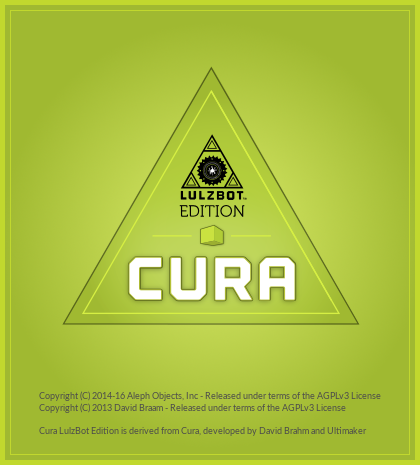 LULZBOT™
EDITION
CURA
Copyright (C) 2014-16 Aleph Objects, Inc - Released under terms of the AGPLv3 License
Copyright (C) 2013 David Braam - Released under terms of the AGPLv3 License
Cura LulzBot Edition is derived from Cura, developed by David Brahm and Ultimaker